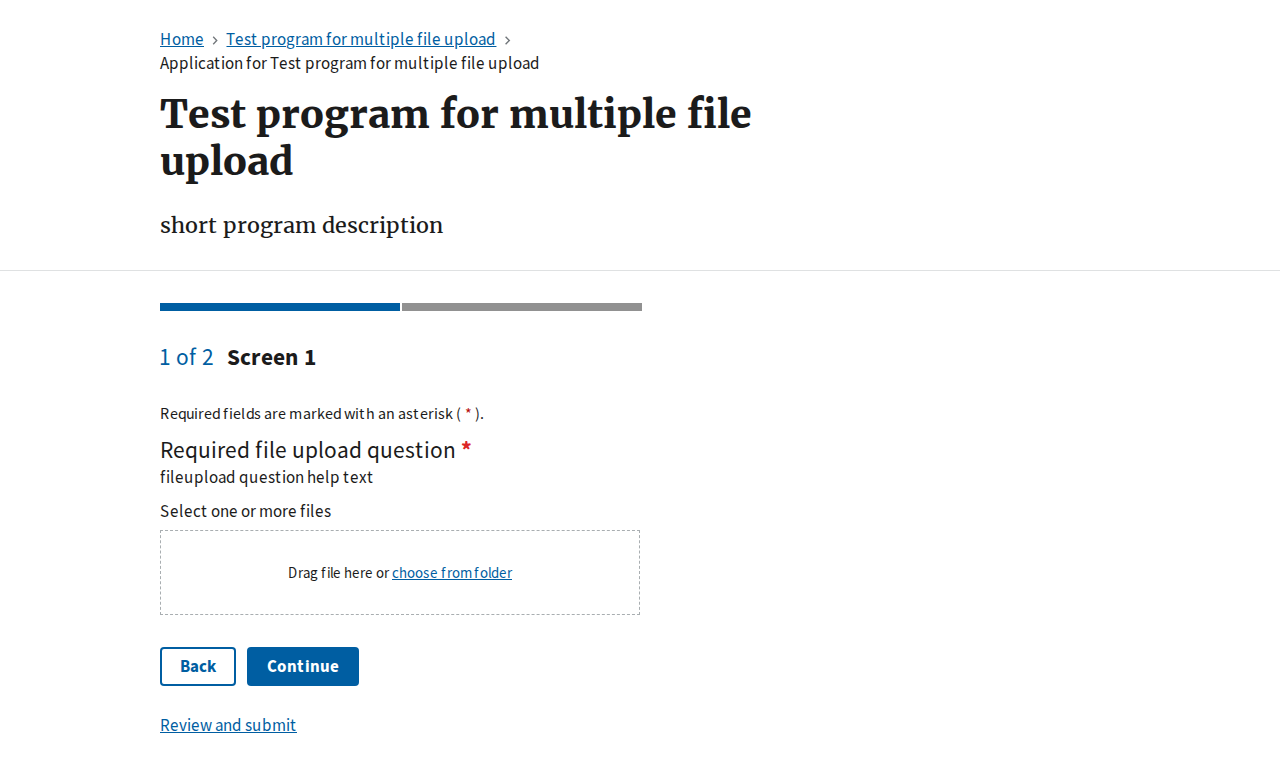 Home
Test program for multiple file upload
Application for Test program for multiple file upload
Test program for multiple file
upload
short program description
1 of 2 Screen 1
Required fields are marked with an asterisk ( * ).
Required file upload question *
fileupload question help text
Select one or more files
Drag file here or choose from folder
Back
Continue
Review and submit